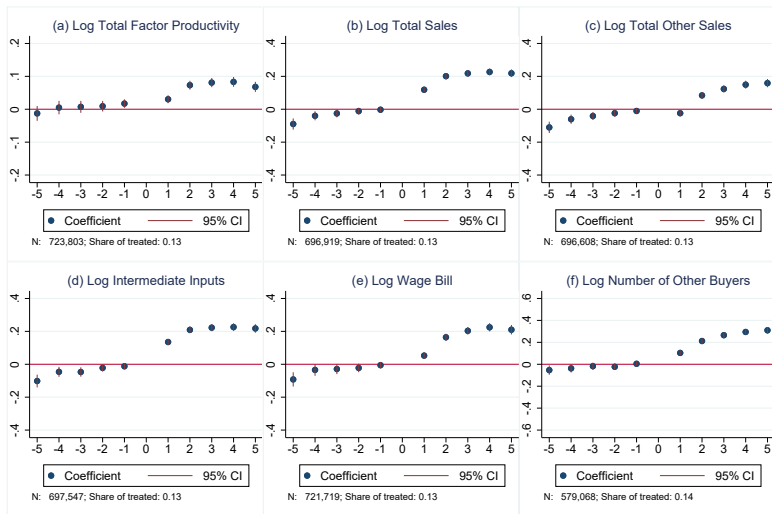 (a) Log Total Factor Productivity
.2
.1
0
-.1
-.2
-5 -4 -3 -2 -1 0 1 2 3 4 5
Coefficient 95% CI
N: 723,803; Share of treated: 0.13
(b) Log Total Sales
.4
.2
0
-.2
-.4
-5 -4 -3 -2 -1 0 1 2 3 4 5
Coefficient 95% CI
N: 696,919; Share of treated: 0.13
(c) Log Total Other Sales
.4
.2
0
-.2
-.4
-5 -4 -3 -2 -1 0 1 2 3 4 5
Coefficient 95% CI
N: 696,608; Share of treated: 0.13
(d) Log Intermediate Inputs
.4
.2
0
-.2
-.4
-5 -4 -3 -2 -1 0 1 2 3 4 5
Coefficient 95% CI
N: 697,547; Share of treated: 0.13
(e) Log Wage Bill
.4
.2
0
-.2
-.4
-5 -4 -3 -2 -1 0 1 2 3 4 5
Coefficient 95% CI
N: 721,719; Share of treated: 0.13
(f) Log Number of Other Buyers
.6
.4
.2
0
-.2
-.4
-.6
-5 -4 -3 -2 -1 0 1 2 3 4 5
Coefficient 95% CI
N: 579,068; Share of treated: 0.14